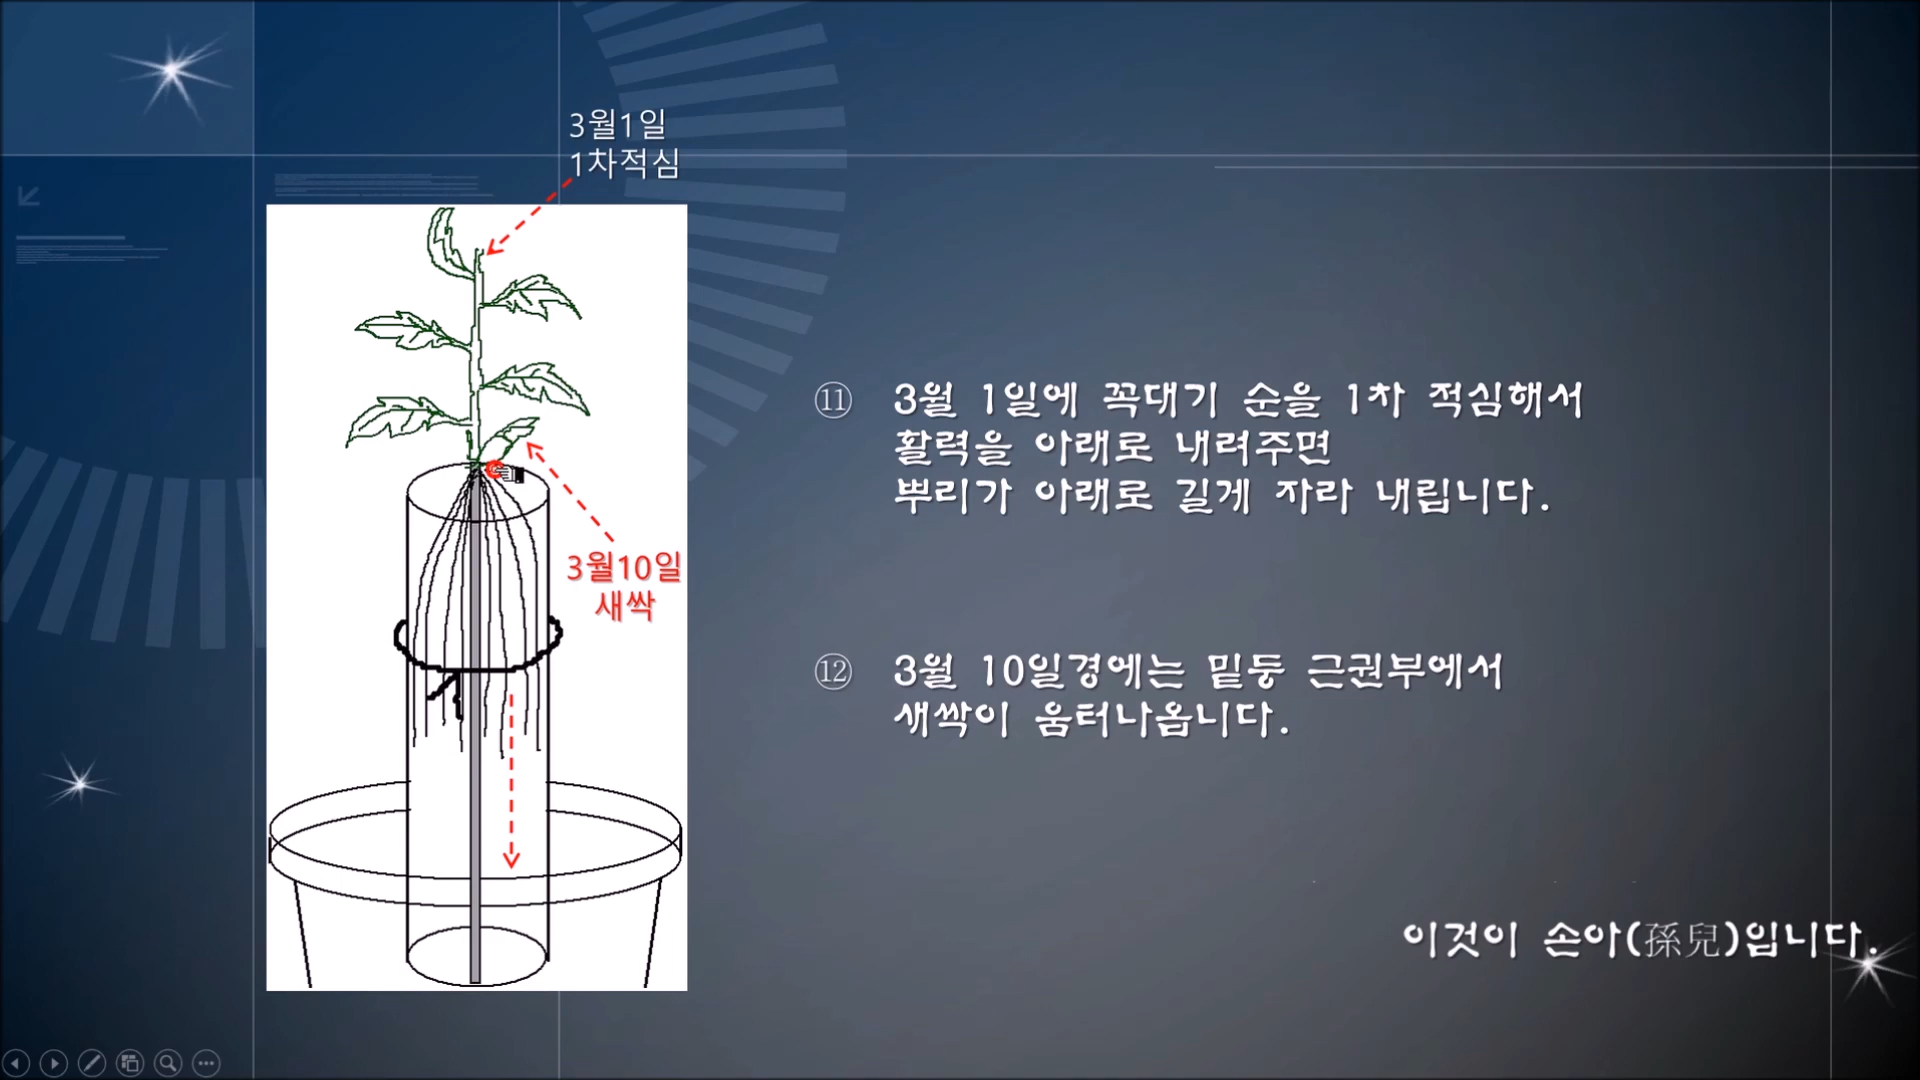 3월1일
1차적심
3월10일
새싹
⑪ 3월 1일에 꼭대기 순을 1차 적심해서
활력을 아래로 내려주면
뿌리가 아래로 길게 자라 내립니다.
⑫ 3월 10일경에는 밑둥 근권부에서
새싹이 움터나옵니다.
이것이 손아(孫兒)입니다.